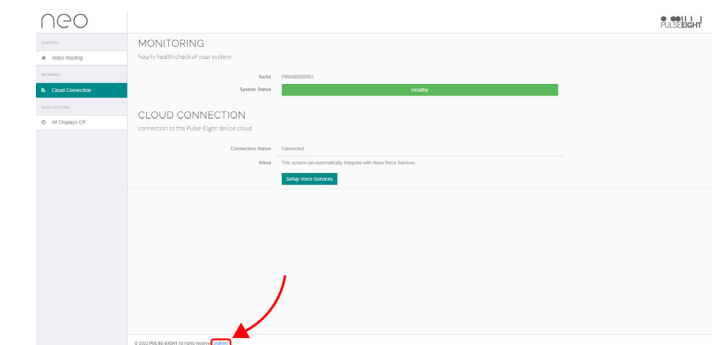 neo
PULSEEIGHT
CONTROL
Video Routing
NETWORK
Cloud Connection
QUICK ACTIONS
All Displays Off
MONITORING
hourly health check of your system
Serial
System Status
Healthy
CLOUD CONNECTION
connection to the Pulse-Eight device cloud
Connection Status Connected
Alexa This system can automatically integrate with Alexa Voice Services.
Setup Voice Services
© 2022 PULSE-EIGHT All rights reserved